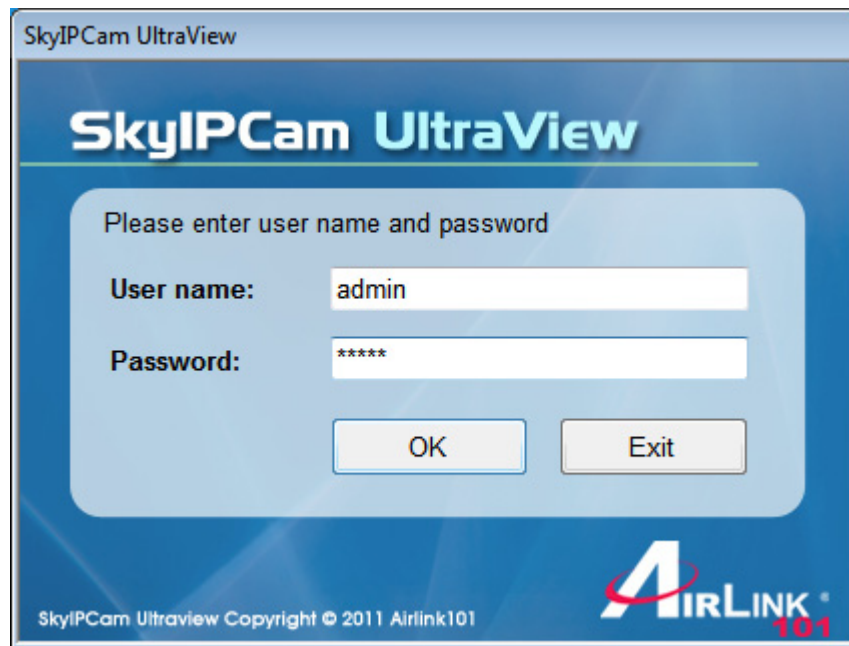 SkyIPCam UltraView
SkyIPCam UltraView
Please enter user name and password
User name: admin
Password: *****
OK Exit
AIRLINK®
101
SkyIPCam Ultraview Copyright © 2011 Airlink101